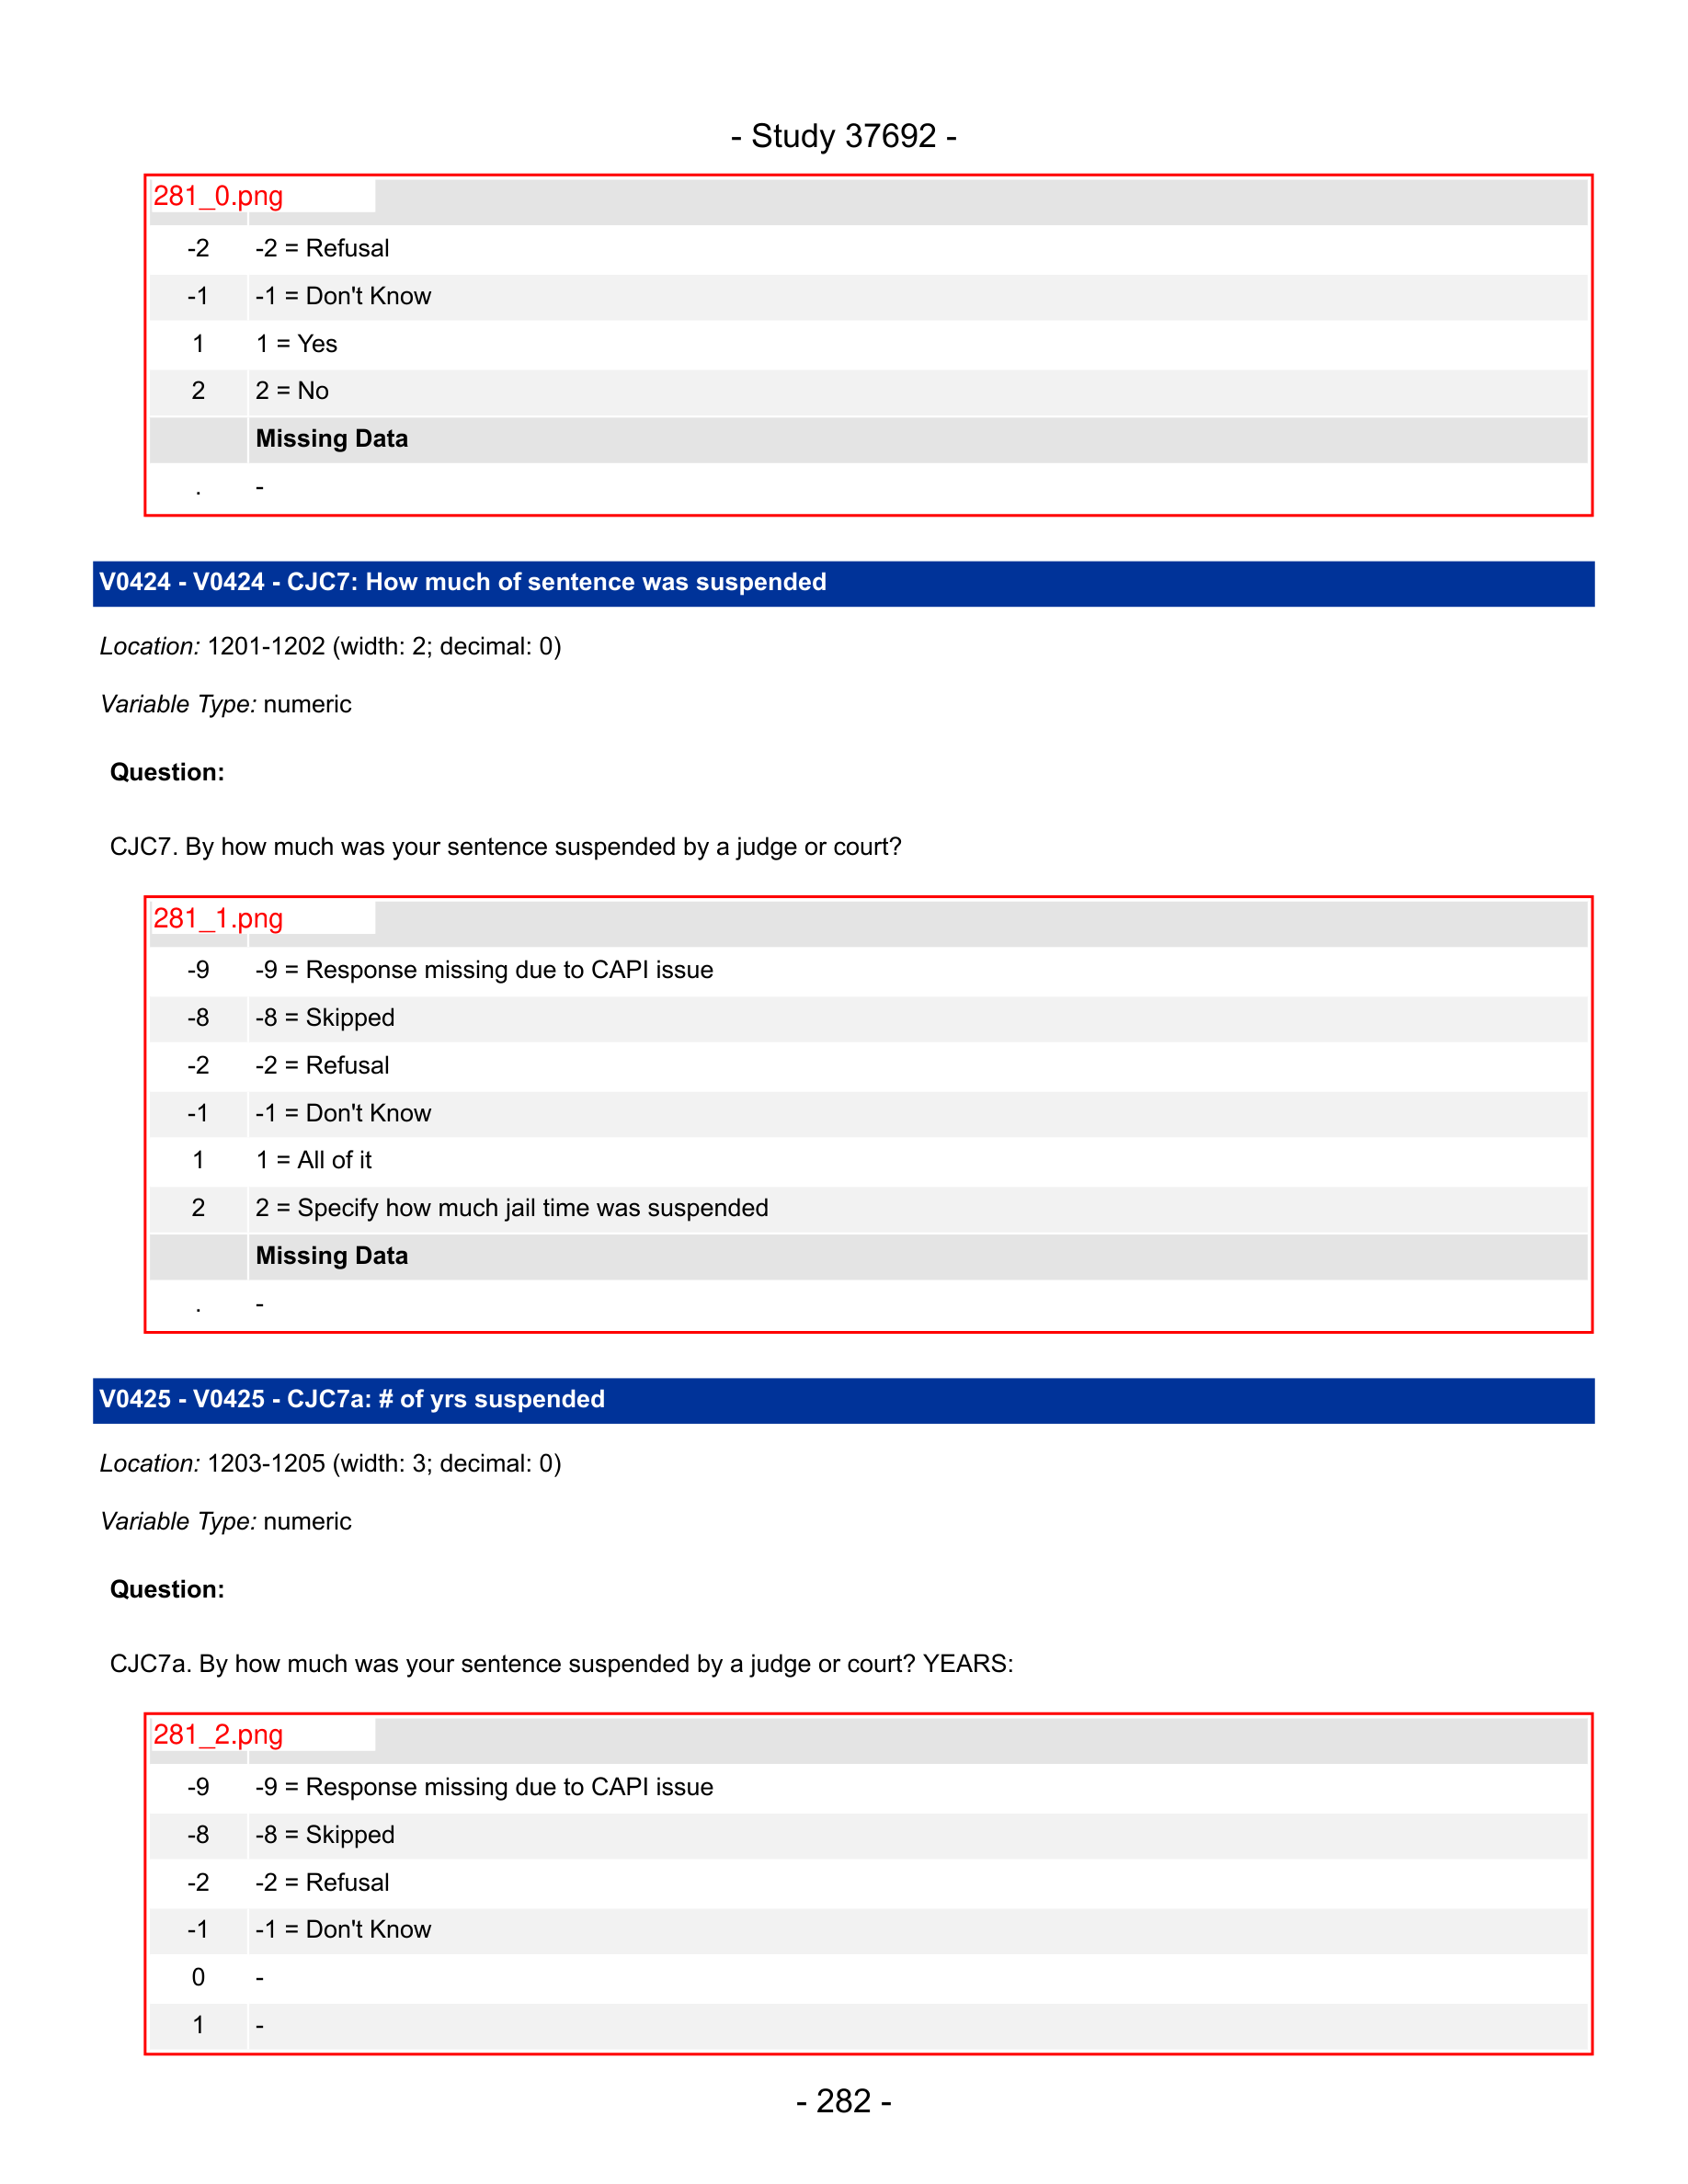 - Study 37692 -
281_0.png
-2 -2 = Refusal
-1 -1 = Don't Know
1 1 = Yes
2 2 = No
Missing Data
. -
V0424 - V0424 - CJC7: How much of sentence was suspended
Location: 1201-1202 (width: 2; decimal: 0)
Variable Type: numeric
Question:
CJC7. By how much was your sentence suspended by a judge or court?
281_1.png
-9 -9 = Response missing due to CAPI issue
-8 -8 = Skipped
-2 -2 = Refusal
-1 -1 = Don't Know
1 1 = All of it
2 2 = Specify how much jail time was suspended
Missing Data
. -
V0425 - V0425 - CJC7a: # of yrs suspended
Location: 1203-1205 (width: 3; decimal: 0)
Variable Type: numeric
Question:
CJC7a. By how much was your sentence suspended by a judge or court? YEARS:
281_2.png
-9 -9 = Response missing due to CAPI issue
-8 -8 = Skipped
-2 -2 = Refusal
-1 -1 = Don't Know
0 -
1 -
- 282 -